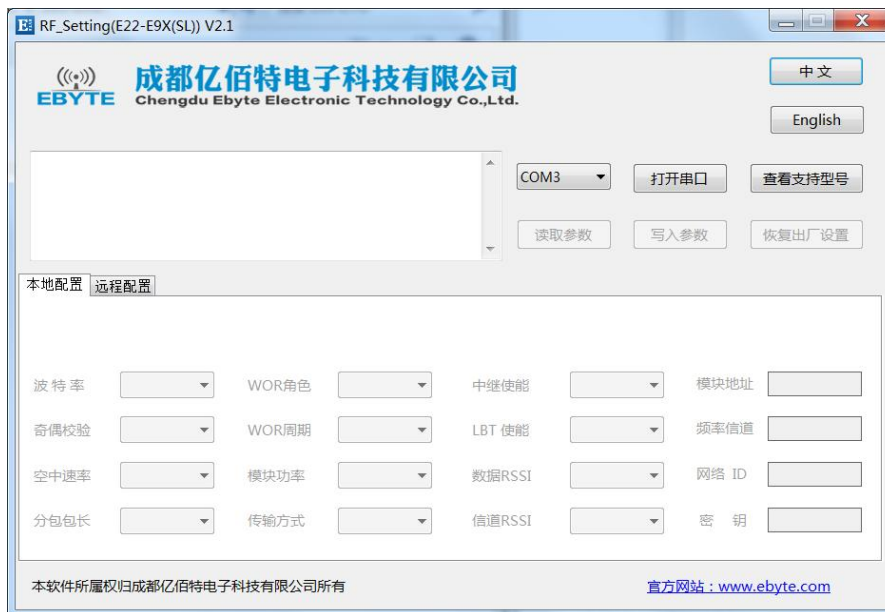 RF_Setting(E22-E9X(SL)) V2.1
EBYTE
成都亿佰特电子科技有限公司
Chengdu Ebyte Electronic Technology Co.,Ltd.
中文
English
COM3 打开串口 查看支持型号
读取参数 写入参数 恢复出厂设置
本地配置 远程配置
波特率 WOR角色 中继使能 模块地址
奇偶校验 WOR周期 LBT 使能 频率信道
空中速率 模块功率 数据RSSI 网络 ID
分包包长 传输方式 信道RSSI 密 钥
本软件所属权归成都亿佰特电子科技有限公司所有 官方网站：www.ebyte.com